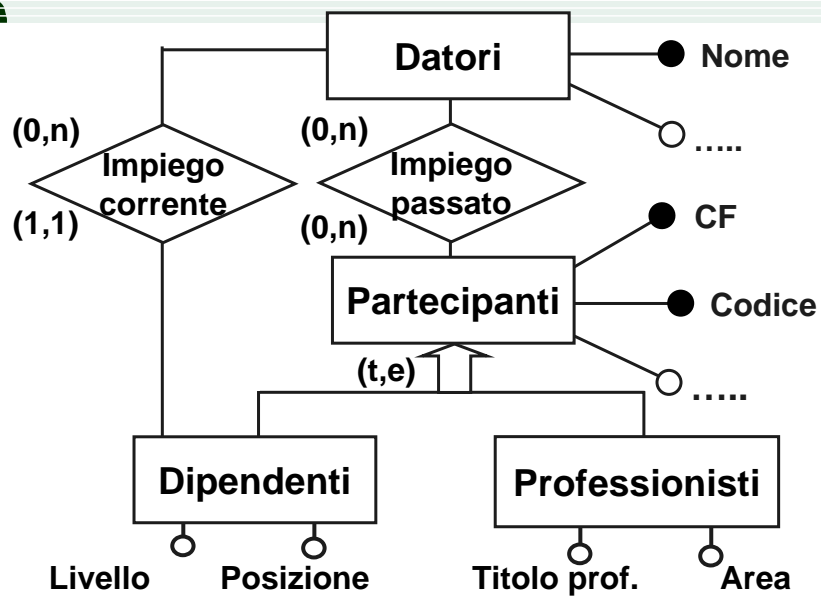 Datori
Nome
(0,n)
(0,n)
…..
Impiego
corrente
Impiego
passato
(1,1)
(0,n)
CF
Partecipanti
Codice
(t,e)
…..
Dipendenti
Professionisti
Livello
Posizione
Titolo prof.
Area